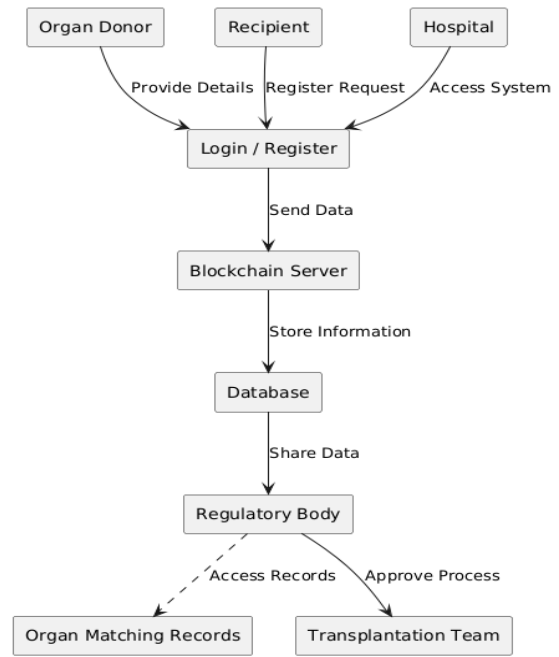 Organ Donor
Recipient
Hospital
Provide Details
Register Request
Access System
Login / Register
Send Data
Blockchain Server
Store Information
Database
Share Data
Regulatory Body
Access Records
Approve Process
Organ Matching Records
Transplantation Team